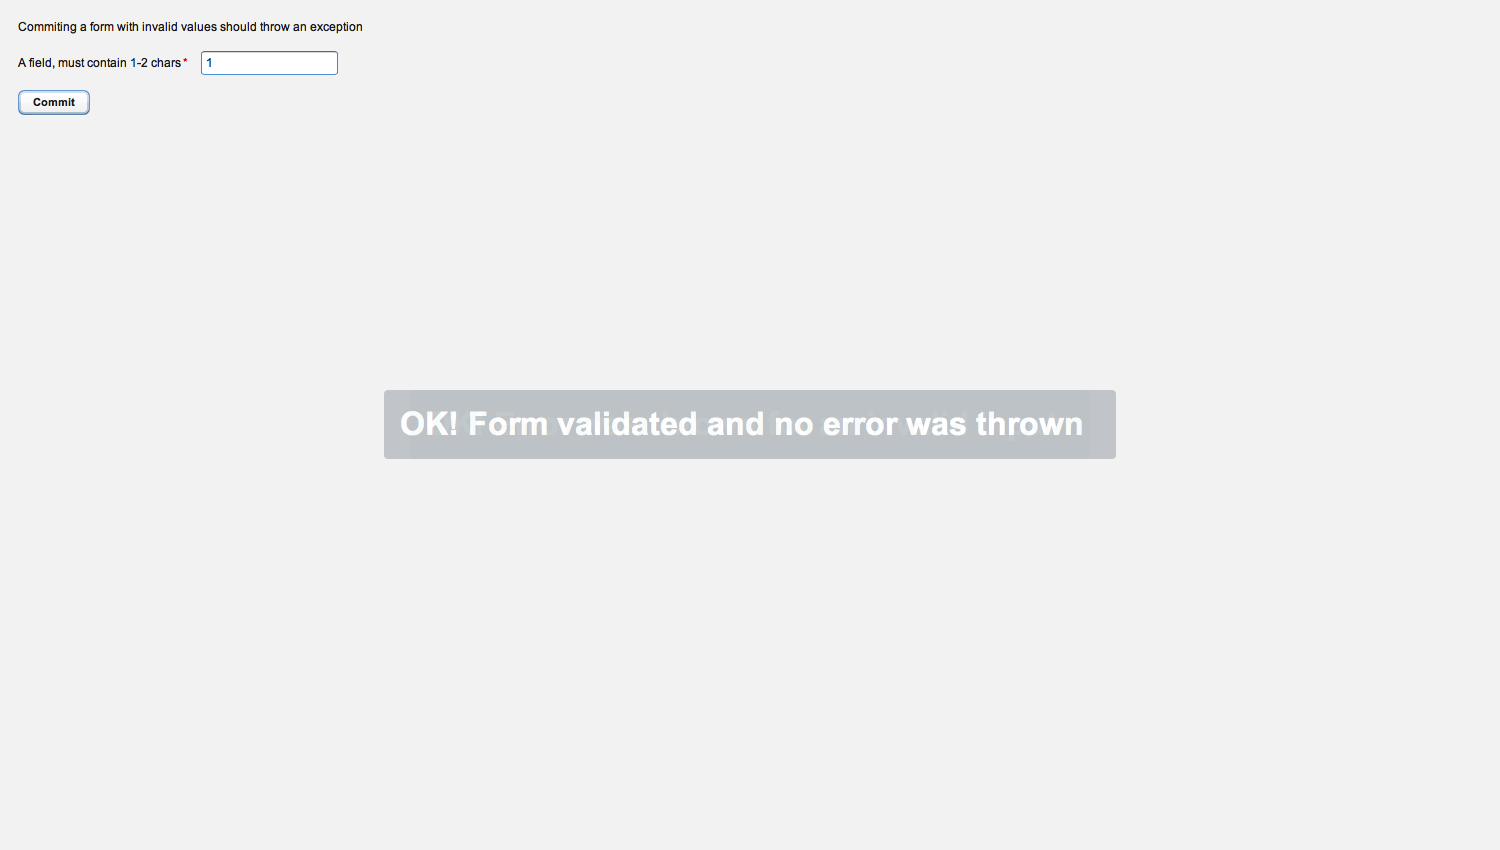 Commiting a form with invalid values should throw an exception
A field, must contain 1-2 chars* 1
Commit
OK! Form validated and no error was thrown